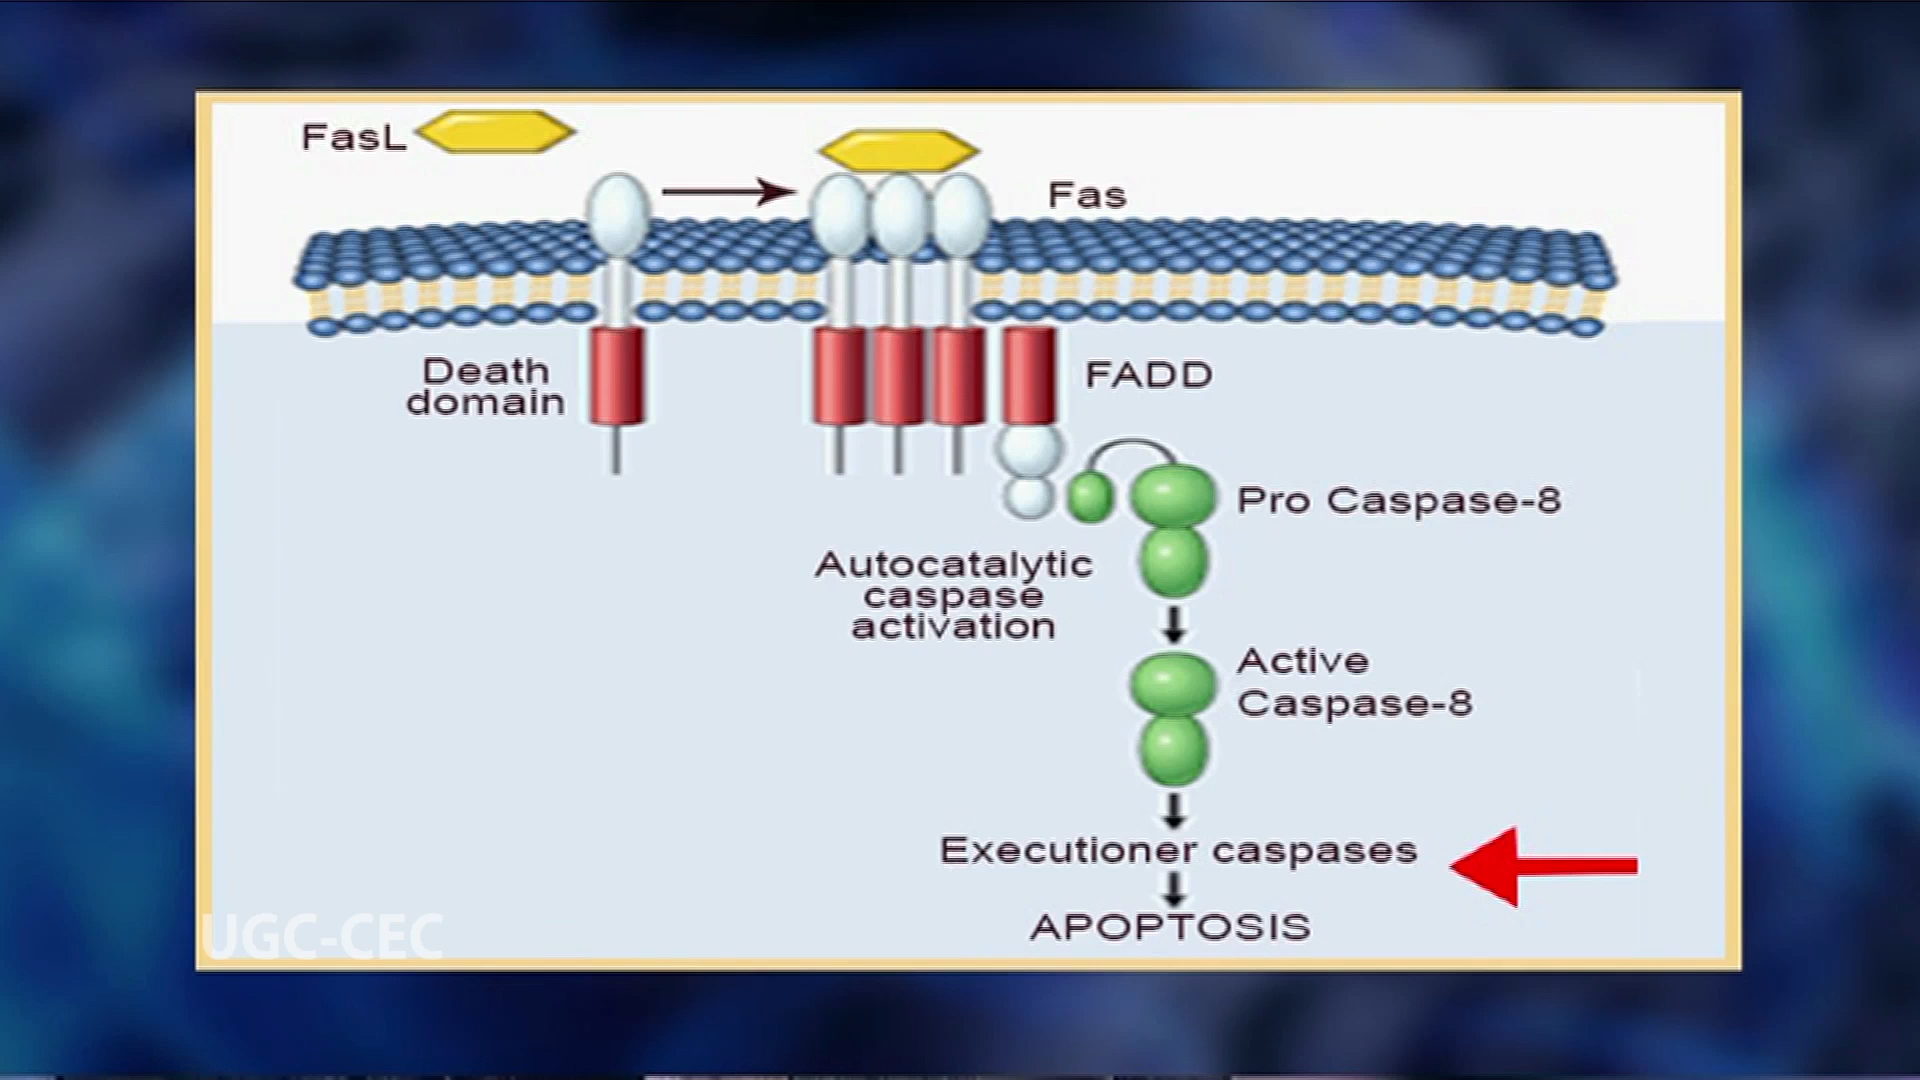 FasL
Fas
Death
domain
FADD
Pro Caspase-8
Autocatalytic
caspase
activation
Active
Caspase-8
Executioner caspases
APOPTOSIS
UGC-CEC